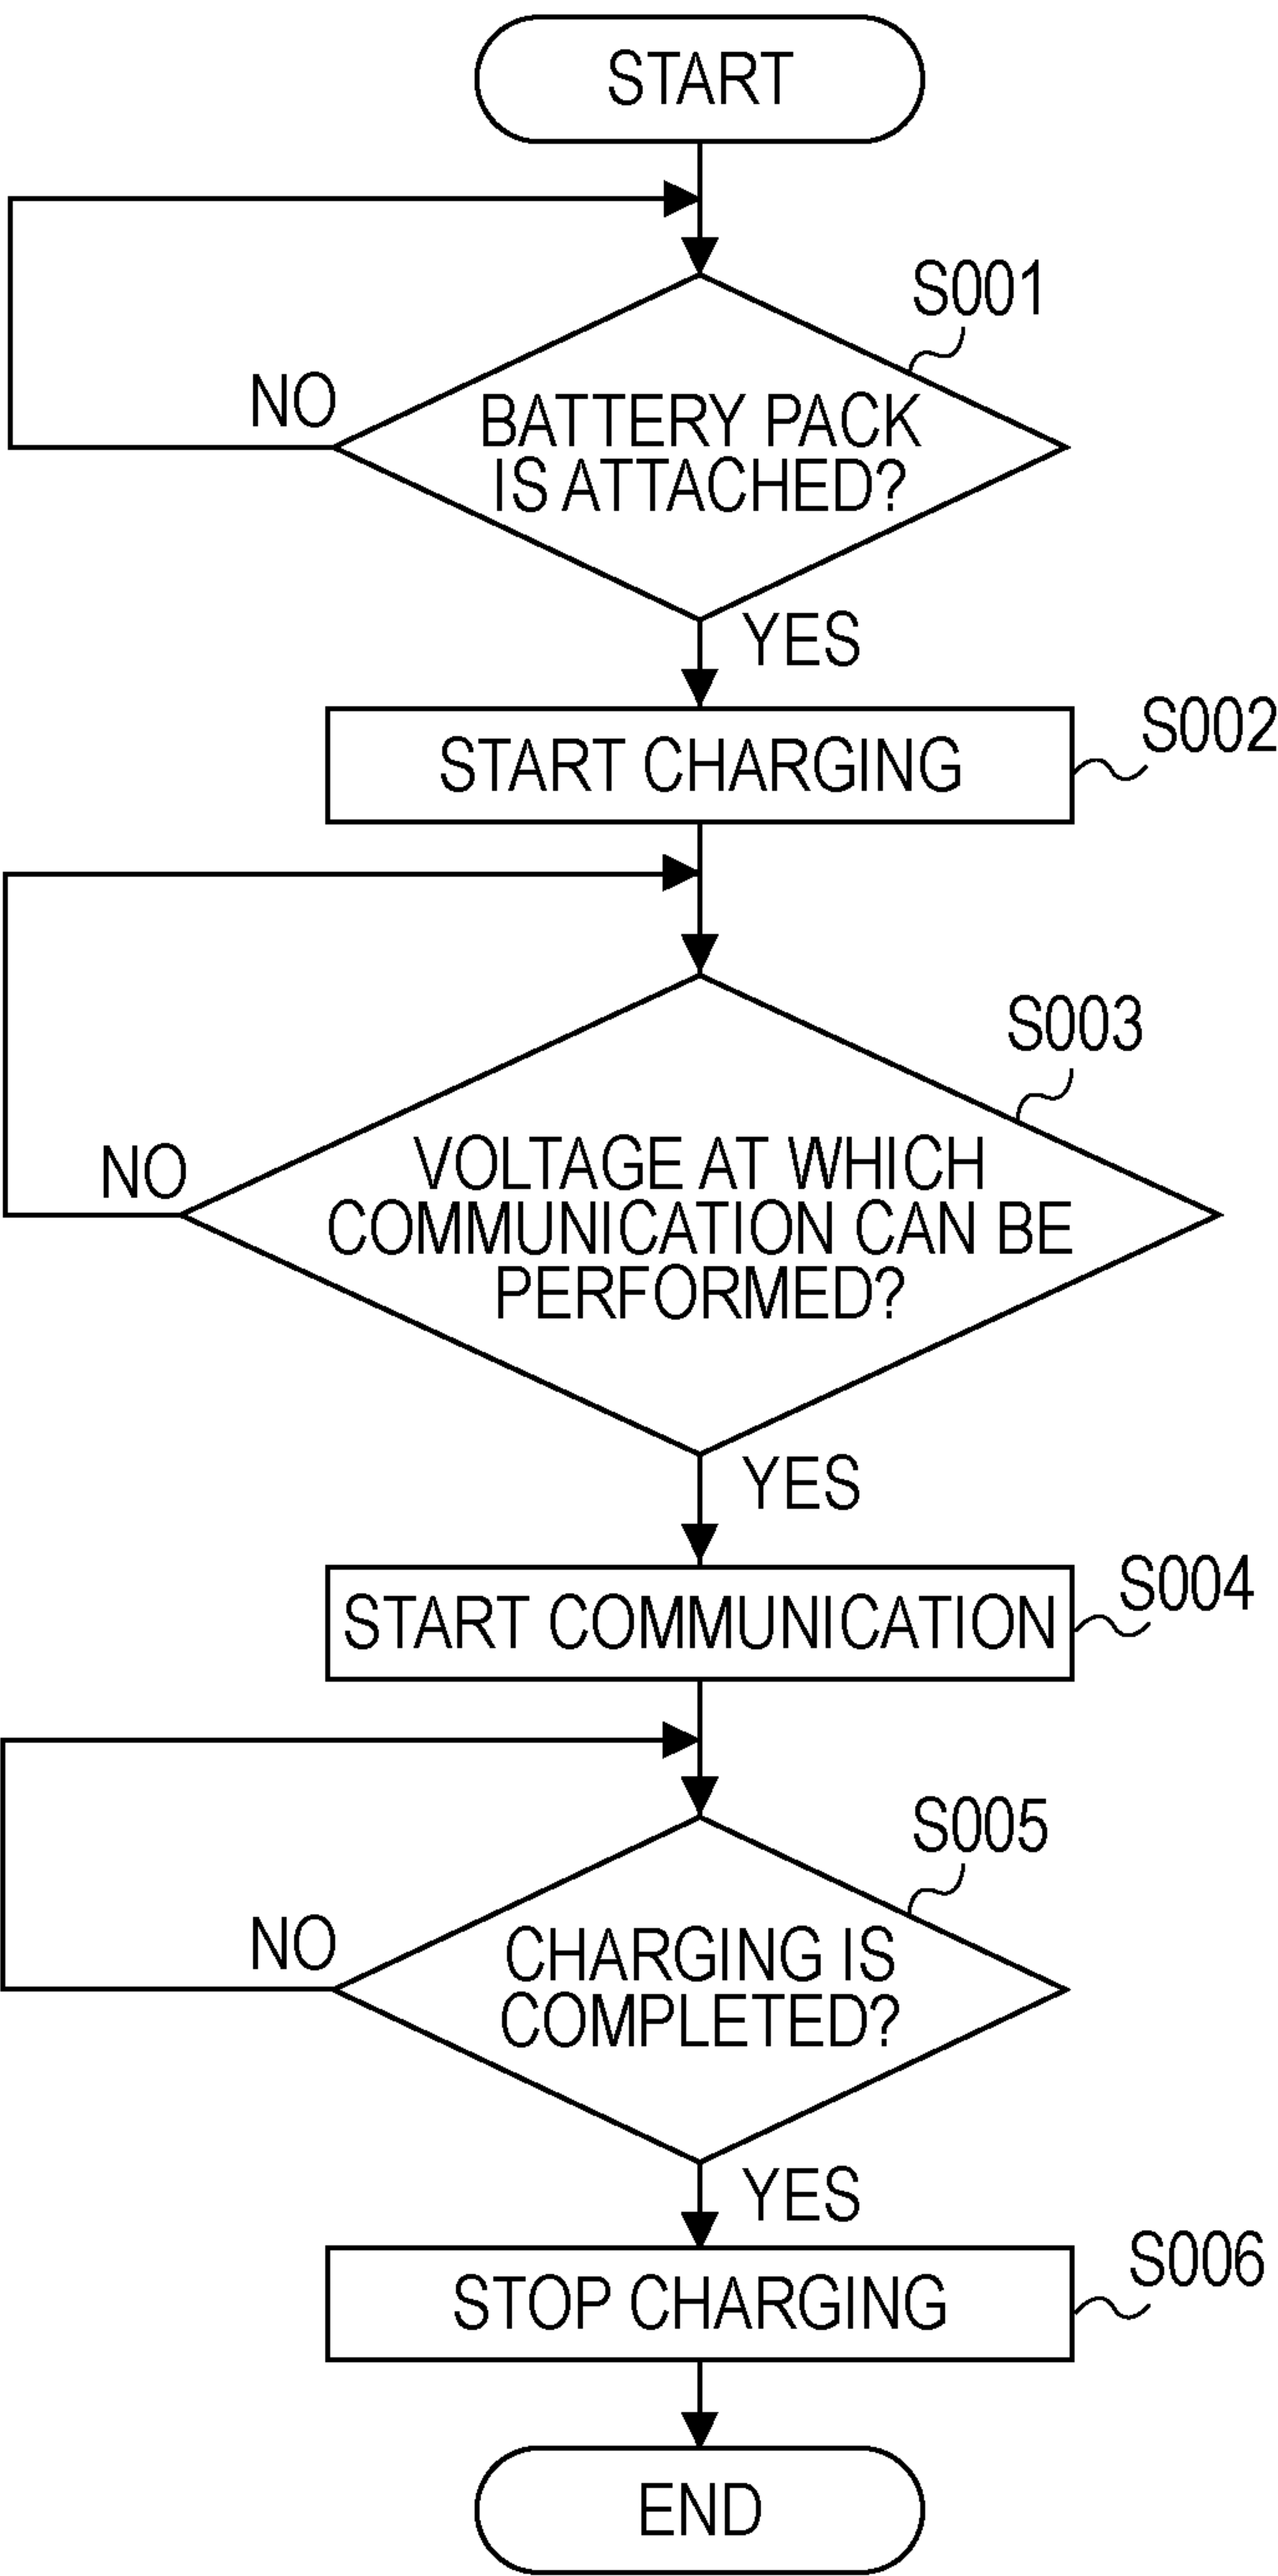 START
S001
NO
BATTERY PACK
IS ATTACHED?
YES
START CHARGING
S002
S003
NO
VOLTAGE AT WHICH
COMMUNICATION CAN BE
PERFORMED?
YES
START COMMUNICATION
S004
S005
NO
CHARGING IS
COMPLETED?
YES
STOP CHARGING
S006
END